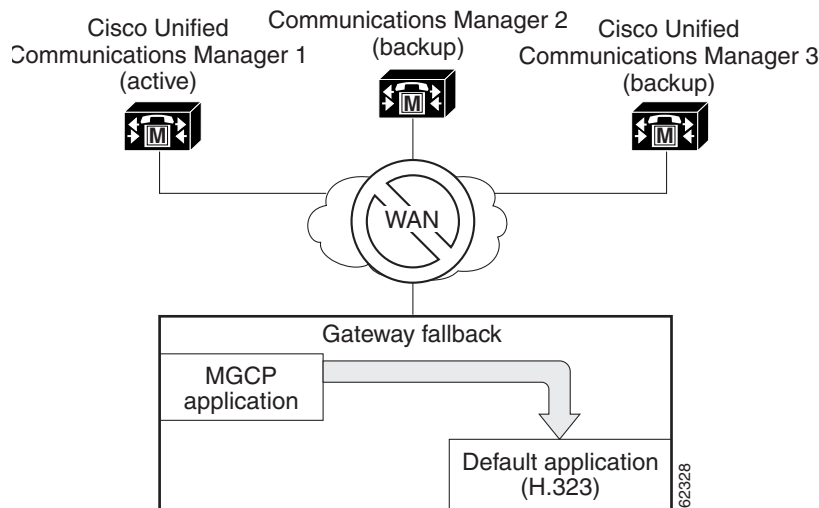 Cisco Unified
Communications Manager 1
(active)
Communications Manager 2
(backup)
Cisco Unified
Communications Manager 3
(backup)
M
M
M
WAN
Gateway fallback
MGCP
application
Default application
(H.323)
62328